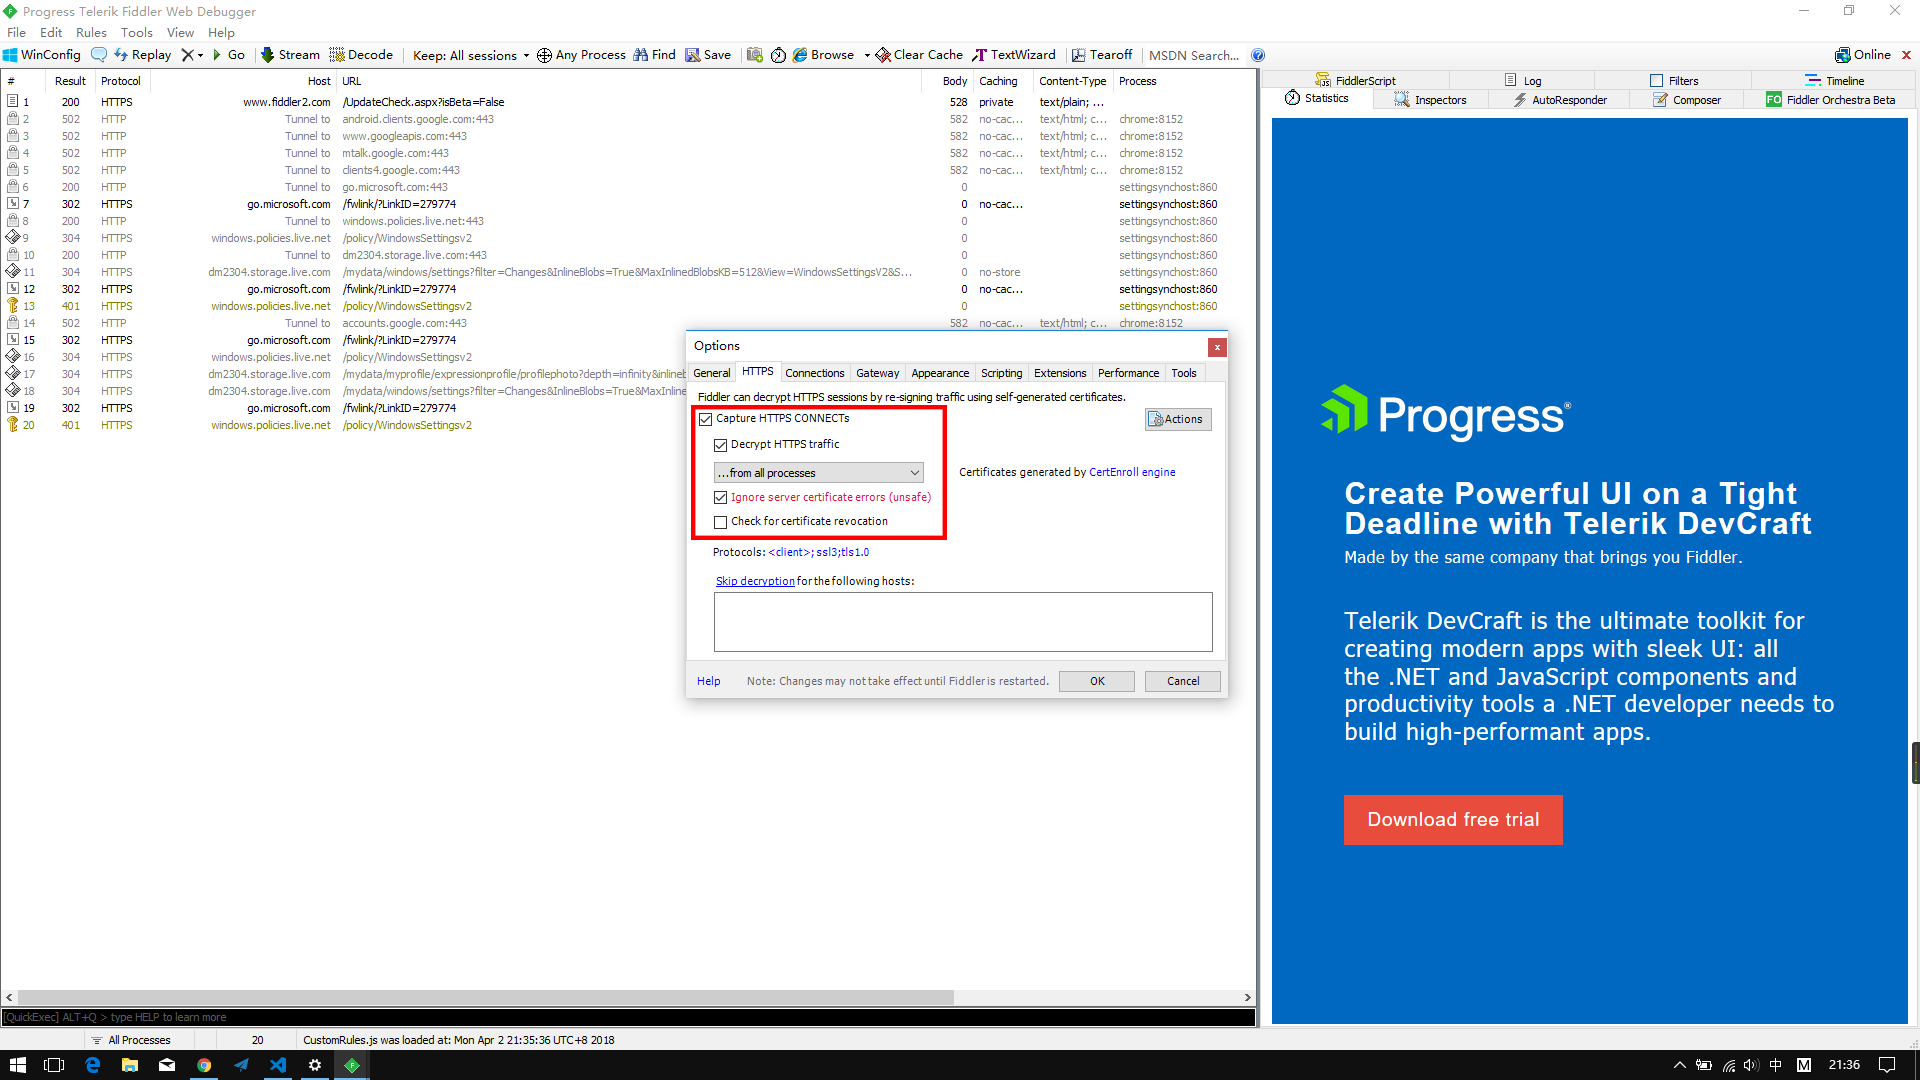 Progress Telerik Fiddler Web Debugger
File Edit Rules Tools View Help
WinConfig Replay Go Stream Decode Keep: All sessions Any Process Find Save Browse Clear Cache TextWizard Tearoff MSDN Search... Online
# Result Protocol Host URL Body Caching Content-Type Process
1 200 HTTPS www.fiddler2.com /UpdateCheck.aspx?isBeta=False 528 private text/plain; ...
2 502 HTTP Tunnel to android.clients.google.com:443 582 no-cac... text/html; c... chrome:8152
3 502 HTTP Tunnel to www.googleapis.com:443 582 no-cac... text/html; c... chrome:8152
4 502 HTTP Tunnel to mtalk.google.com:443 582 no-cac... text/html; c... chrome:8152
5 502 HTTP Tunnel to clients4.google.com:443 582 no-cac... text/html; c... chrome:8152
6 200 HTTP Tunnel to go.microsoft.com:443 0 settingsynchost:860
7 302 HTTPS go.microsoft.com /fwlink/?LinkID=279774 0 no-cac... settingsynchost:860
8 200 HTTP Tunnel to windows.policies.live.net:443 0 settingsynchost:860
9 304 HTTPS windows.policies.live.net /policy/WindowsSettingsv2 0 settingsynchost:860
10 200 HTTP Tunnel to dm2304.storage.live.com:443 0 settingsynchost:860
11 304 HTTPS dm2304.storage.live.com /mydata/windows/settings?filter=Changes&InlineBlobs=True&MaxInlinedBlobsKB=512&View=WindowsSettingsV2&S... 0 no-store settingsynchost:860
12 302 HTTPS go.microsoft.com /fwlink/?LinkID=279774 0 no-cac... settingsynchost:860
13 401 HTTPS windows.policies.live.net /policy/WindowsSettingsv2 0 settingsynchost:860
14 502 HTTP Tunnel to accounts.google.com:443 582 no-cac... text/html; c... chrome:8152
15 302 HTTPS go.microsoft.com /fwlink/?LinkID=279774
16 304 HTTPS windows.policies.live.net /policy/WindowsSettingsv2
17 304 HTTPS dm2304.storage.live.com /mydata/myprofile/expressionprofile/profilephoto?depth=infinity&inlineb
18 304 HTTPS dm2304.storage.live.com /mydata/windows/settings?filter=Changes&InlineBlobs=True&MaxInlin
19 302 HTTPS go.microsoft.com /fwlink/?LinkID=279774
20 401 HTTPS windows.policies.live.net /policy/WindowsSettingsv2
Options
General HTTPS Connections Gateway Appearance Scripting Extensions Performance Tools
Fiddler can decrypt HTTPS sessions by re-signing traffic using self-generated certificates.
Capture HTTPS CONNECTs
Actions
Decrypt HTTPS traffic
...from all processes
Certificates generated by CertEnroll engine
Ignore server certificate errors (unsafe)
Check for certificate revocation
Protocols: <client>;ssl3;tls1.0
Skip decryption for the following hosts:
Help Note: Changes may not take effect until Fiddler is restarted. OK Cancel
FiddlerScript Log Filters Timeline
Statistics Inspectors AutoResponder Composer FO Fiddler Orchestra Beta
Progress®
Create Powerful UI on a Tight
Deadline with Telerik DevCraft
Made by the same company that brings you Fiddler.
Telerik DevCraft is the ultimate toolkit for
creating modern apps with sleek UI: all
the .NET and JavaScript components and
productivity tools a .NET developer needs to
build high-performant apps.
Download free trial
[QuickExec] ALT+Q > type HELP to learn more
All Processes 20 CustomRules.js was loaded at: Mon Apr 2 21:35:36 UTC+8 2018
中 M 21:36